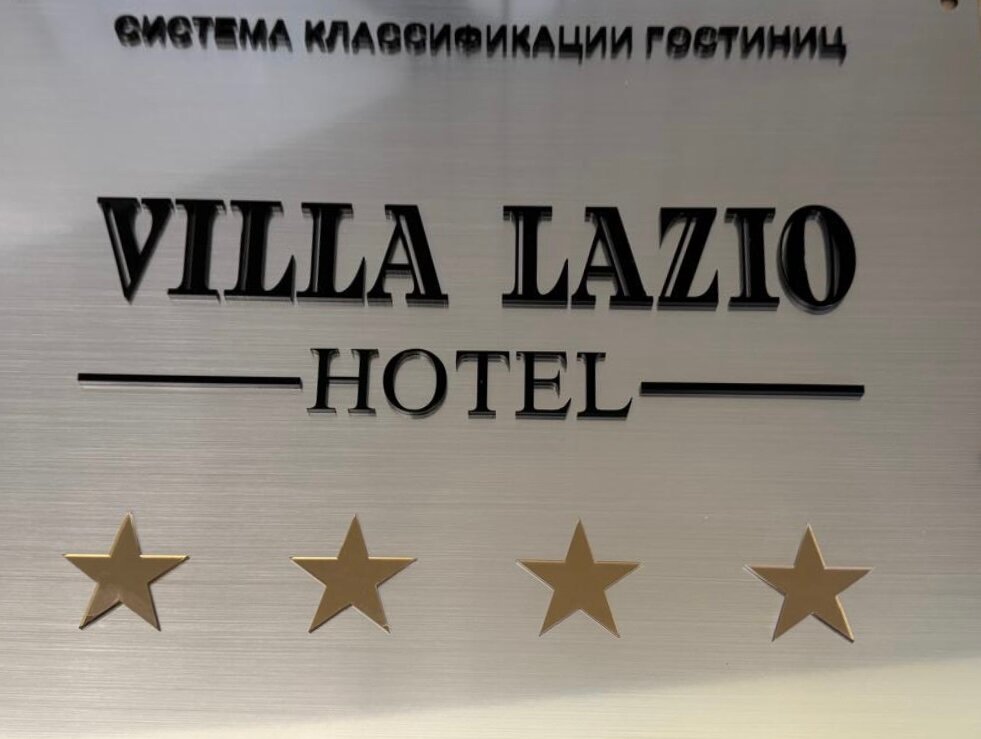 СИСТЕМА КЛАССИФИКАЦИИ ГОСТИНИЦ
VILLA LAZIO
HOTEL